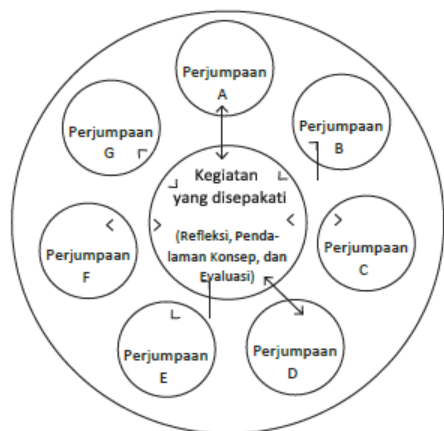 Perjumpaan
A
Perjumpaan
B
Perjumpaan
G
Kegiatan
yang disepakati
(Refleksi, Penda-
laman Konsep, dan
Evaluasi)
Perjumpaan
C
Perjumpaan
F
Perjumpaan
D
Perjumpaan
E